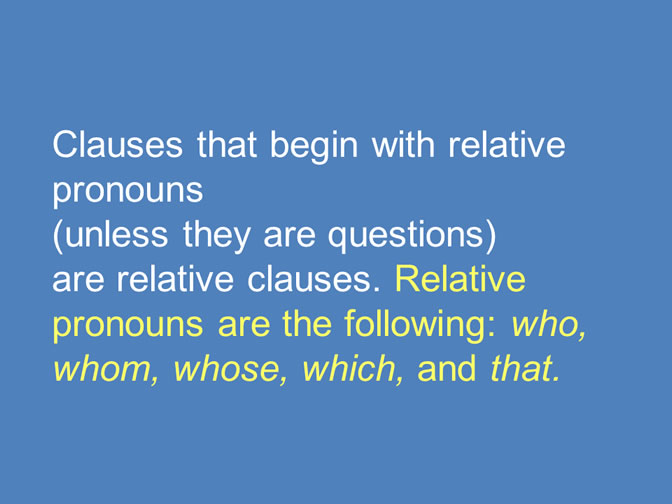 Clauses that begin with relative
pronouns
(unless they are questions)
are relative clauses. Relative
pronouns are the following: who,
whom, whose, which, and that.